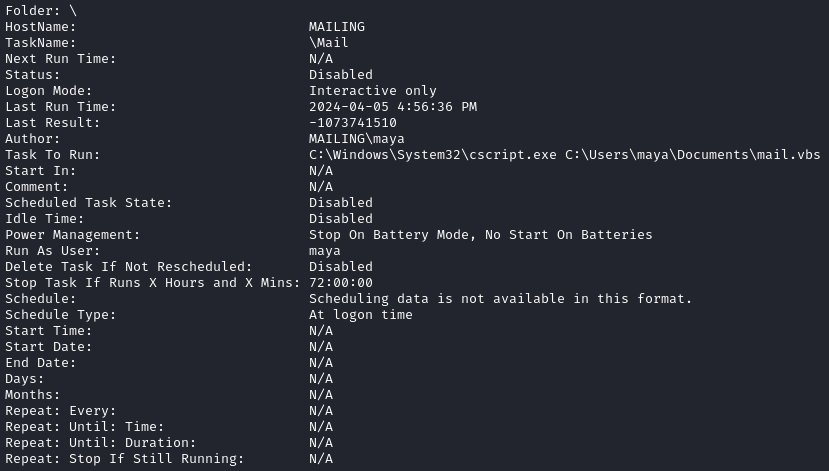 Folder: \
HostName:                             MAILING
TaskName:                             \Mail
Next Run Time:                        N/A
Status:                               Disabled
Logon Mode:                           Interactive only
Last Run Time:                        2024-04-05 4:56:36 PM
Last Result:                          -1073741510
Author:                               MAILING\maya
Task To Run:                          C:\Windows\System32\cscript.exe C:\Users\maya\Documents\mail.vbs
Start In:                             N/A
Comment:                              N/A
Scheduled Task State:                 Disabled
Idle Time:                            Disabled
Power Management:                     Stop On Battery Mode, No Start On Batteries
Run As User:                          maya
Delete Task If Not Rescheduled:       Disabled
Stop Task If Runs X Hours and X Mins: 72:00:00
Schedule:                             Scheduling data is not available in this format.
Schedule Type:                        At logon time
Start Time:                           N/A
Start Date:                           N/A
End Date:                             N/A
Days:                                 N/A
Months:                               N/A
Repeat: Every:                        N/A
Repeat: Until: Time:                  N/A
Repeat: Until: Duration:              N/A
Repeat: Stop If Still Running:        N/A